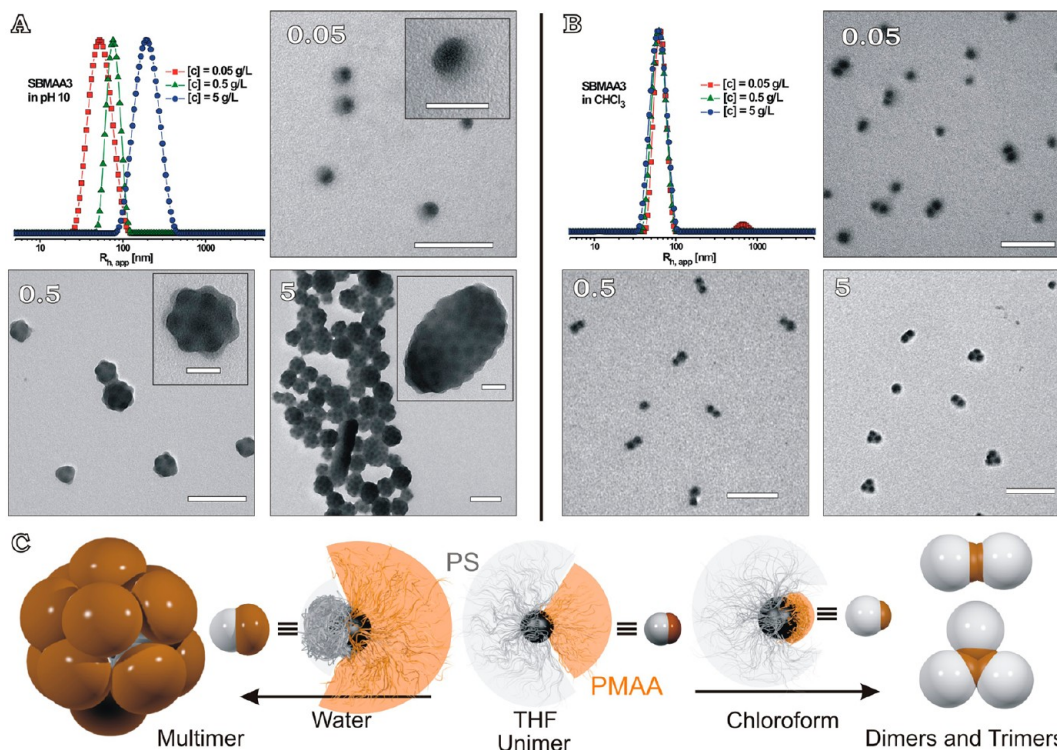 A
SBMAA3
in pH 10
[c] = 0.05 g/L
[c] = 0.5 g/L
[c] = 5 g/L
10 100 1000
R_h, app [nm]
0.05
0.5
5
B
SBMAA3
in CHCl₃
[c] = 0.05 g/L
[c] = 0.5 g/L
[c] = 5 g/L
10 100 1000
R_h, app [nm]
0.05
0.5
5
C
PS
PMAA
Multimer
Water
THF
Unimer
Chloroform
Dimers and Trimers